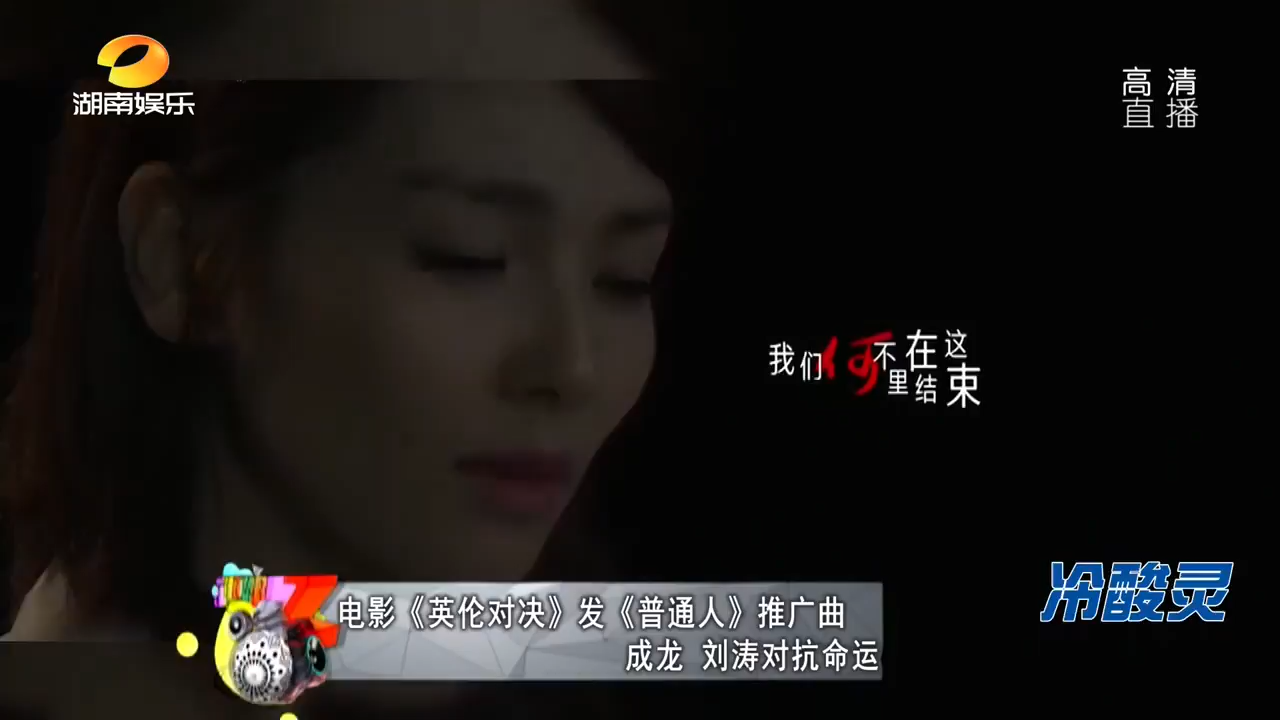 湖南娱乐
高清
直播
我们何不在这里结束
电影《英伦对决》发《普通人》推广曲
成龙 刘涛对抗命运
冷酸灵